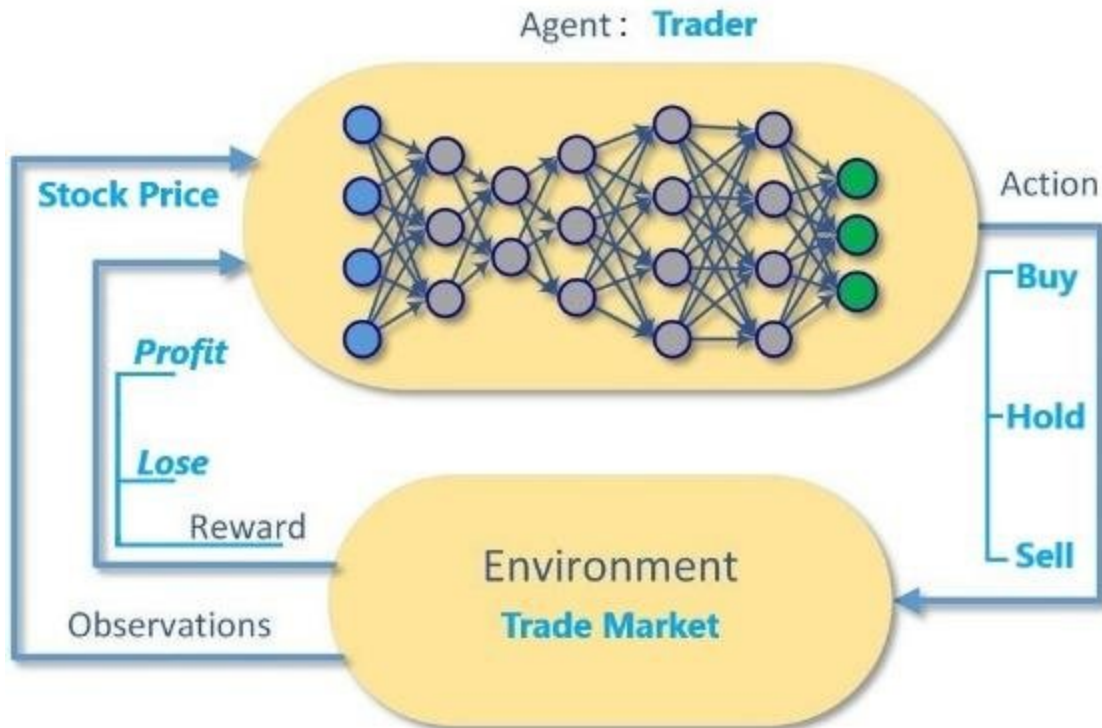 Agent : Trader
Stock Price
Action
Buy
Profit
Hold
Lose
Reward
Sell
Environment
Trade Market
Observations